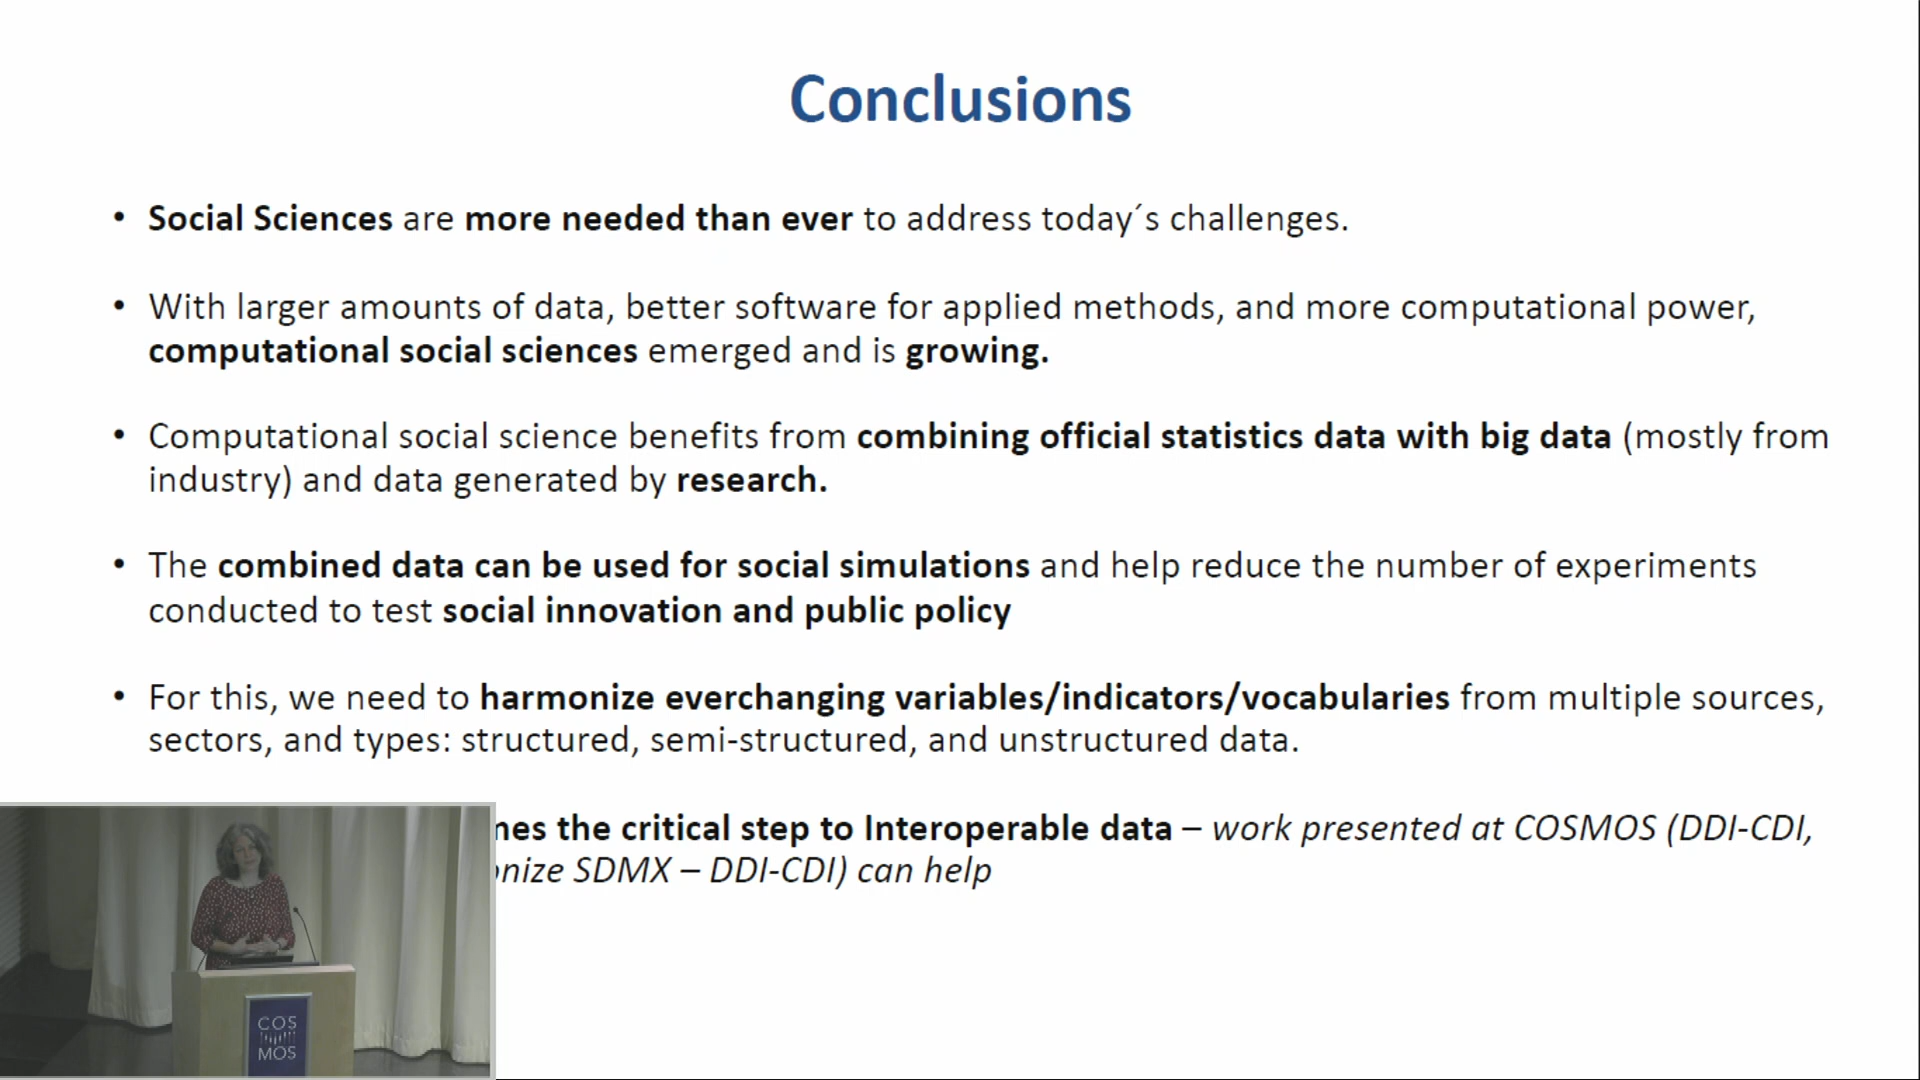 Conclusions
• Social Sciences are more needed than ever to address today´s challenges.
• With larger amounts of data, better software for applied methods, and more computational power,
computational social sciences emerged and is growing.
• Computational social science benefits from combining official statistics data with big data (mostly from
industry) and data generated by research.
• The combined data can be used for social simulations and help reduce the number of experiments
conducted to test social innovation and public policy
• For this, we need to harmonize everchanging variables/indicators/vocabularies from multiple sources,
sectors, and types: structured, semi-structured, and unstructured data.
the critical step to Interoperable data – work presented at COSMOS (DDI-CDI,
SDMX – DDI-CDI) can help
COS
MOS